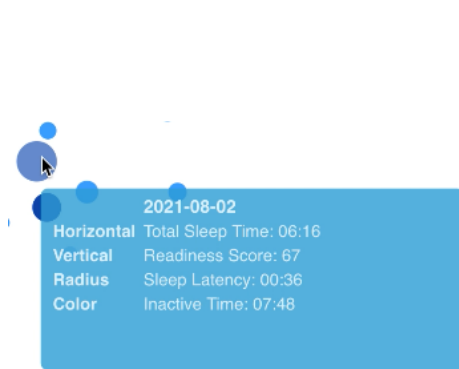 2021-08-02
Horizontal Total Sleep Time: 06:16
Vertical Readiness Score: 67
Radius Sleep Latency: 00:36
Color Inactive Time: 07:48